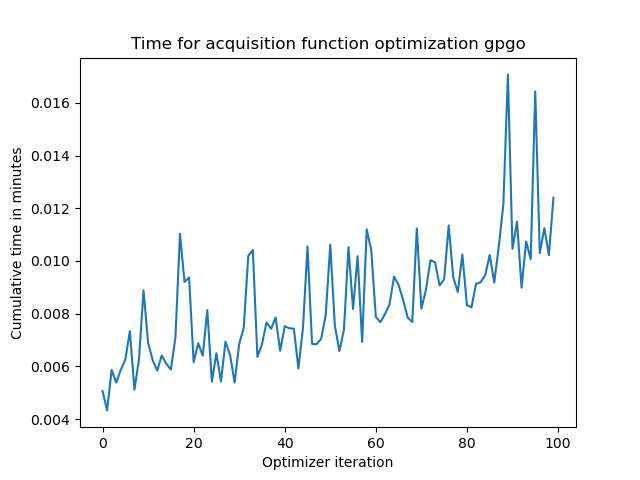 Time for acquisition function optimization gpgo
Cumulative time in minutes
0.016
0.014
0.012
0.010
0.008
0.006
0.004
0 20 40 60 80 100
Optimizer iteration